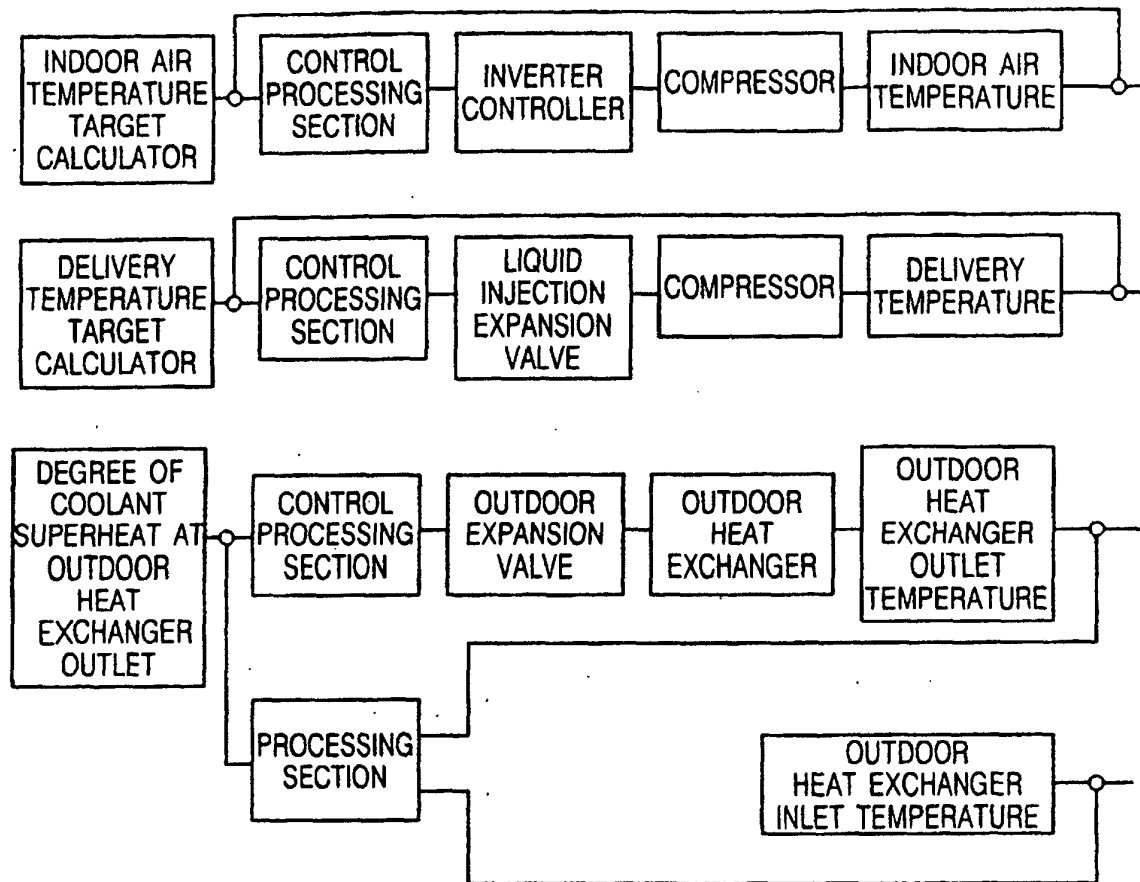 INDOOR AIR
TEMPERATURE
TARGET
CALCULATOR
CONTROL
PROCESSING
SECTION
INVERTER
CONTROLLER
COMPRESSOR
INDOOR AIR
TEMPERATURE
DELIVERY
TEMPERATURE
TARGET
CALCULATOR
CONTROL
PROCESSING
SECTION
LIQUID
INJECTION
EXPANSION
VALVE
COMPRESSOR
DELIVERY
TEMPERATURE
DEGREE OF
COOLANT
SUPERHEAT AT
OUTDOOR
HEAT
EXCHANGER
OUTLET
CONTROL
PROCESSING
SECTION
OUTDOOR
EXPANSION
VALVE
OUTDOOR
HEAT
EXCHANGER
OUTDOOR
HEAT
EXCHANGER
OUTLET
TEMPERATURE
PROCESSING
SECTION
OUTDOOR
HEAT EXCHANGER
INLET TEMPERATURE